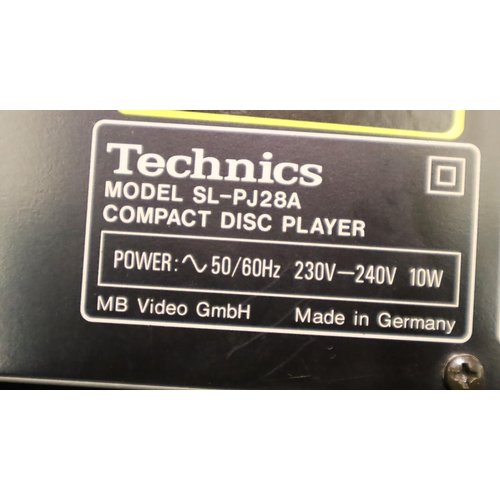 Technics
MODEL SL-PJ28A
COMPACT DISC PLAYER
POWER: ∿ 50/60Hz 230V—240V 10W
MB Video GmbH Made in Germany